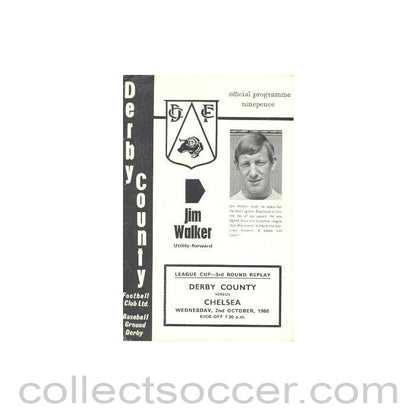 Derby County
Football
Club Ltd.
Baseball
Ground
Derby
D C F C
official programme
ninepence
Jim
Walker
Utility-forward
LEAGUE CUP—3rd ROUND REPLAY
DERBY COUNTY
VERSUS
CHELSEA
WEDNESDAY, 2nd OCTOBER, 1968
KICK-OFF 7.30 p.m.
collectsoccer.com